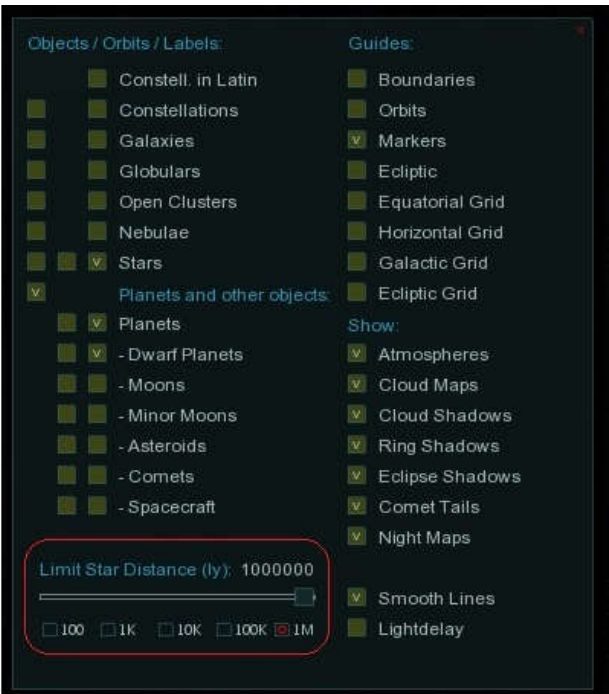 Objects / Orbits / Labels:
Constell. in Latin
Constellations
Galaxies
Globulars
Open Clusters
Nebulae
Stars
Planets and other objects:
Planets
- Dwarf Planets
- Moons
- Minor Moons
- Asteroids
- Comets
- Spacecraft
Limit Star Distance (ly): 1000000
100 1K 10K 100K 1M
Guides:
Boundaries
Orbits
Markers
Ecliptic
Equatorial Grid
Horizontal Grid
Galactic Grid
Ecliptic Grid
Show:
Atmospheres
Cloud Maps
Cloud Shadows
Ring Shadows
Eclipse Shadows
Comet Tails
Night Maps
Smooth Lines
Lightdelay